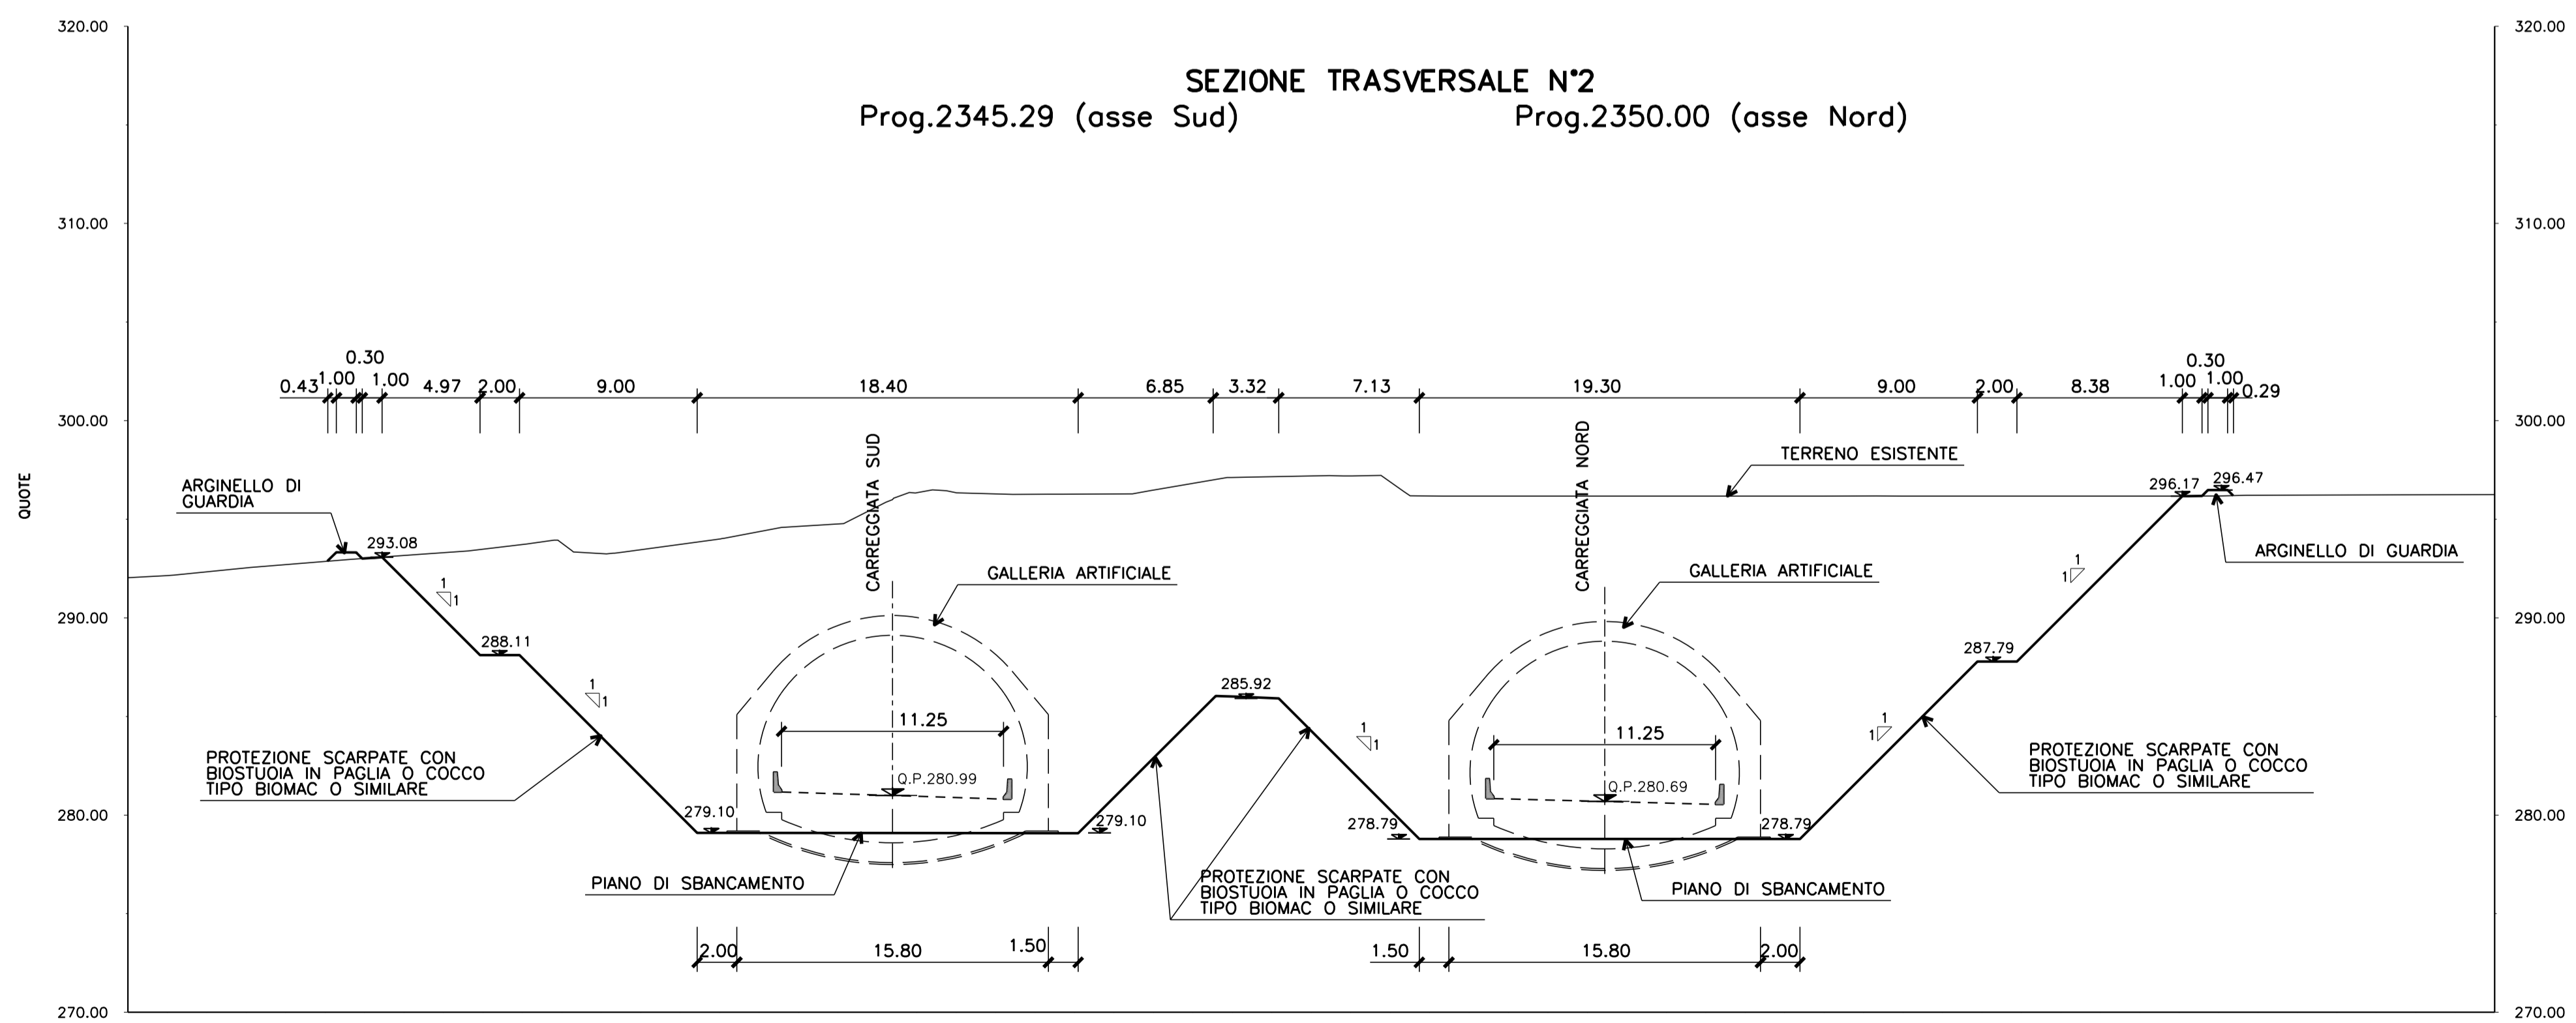 320.00
320.00
SEZIONE TRASVERSALE N°2
Prog.2345.29 (asse Sud)
Prog.2350.00 (asse Nord)
310.00
310.00
0.43
1.00
0.30
1.00
4.97
2.00
9.00
18.40
6.85
3.32
7.13
19.30
9.00
2.00
8.38
1.00
0.30
1.00
0.29
300.00
300.00
QUOTE
CARREGGIATA SUD
CARREGGIATA NORD
TERRENO ESISTENTE
ARGINELLO DI
GUARDIA
293.08
296.17
296.47
ARGINELLO DI GUARDIA
GALLERIA ARTIFICIALE
GALLERIA ARTIFICIALE
1
1
1
1
290.00
290.00
288.11
287.79
285.92
1
1
1
1
1
1
11.25
11.25
PROTEZIONE SCARPATE CON
BIOSTUOIA IN PAGLIA O COCCO
TIPO BIOMAC O SIMILARE
Q.P.280.99
Q.P.280.69
PROTEZIONE SCARPATE CON
BIOSTUOIA IN PAGLIA O COCCO
TIPO BIOMAC O SIMILARE
280.00
280.00
279.10
279.10
278.79
278.79
PIANO DI SBANCAMENTO
PROTEZIONE SCARPATE CON
BIOSTUOIA IN PAGLIA O COCCO
TIPO BIOMAC O SIMILARE
PIANO DI SBANCAMENTO
2.00
15.80
1.50
1.50
15.80
2.00
270.00
270.00